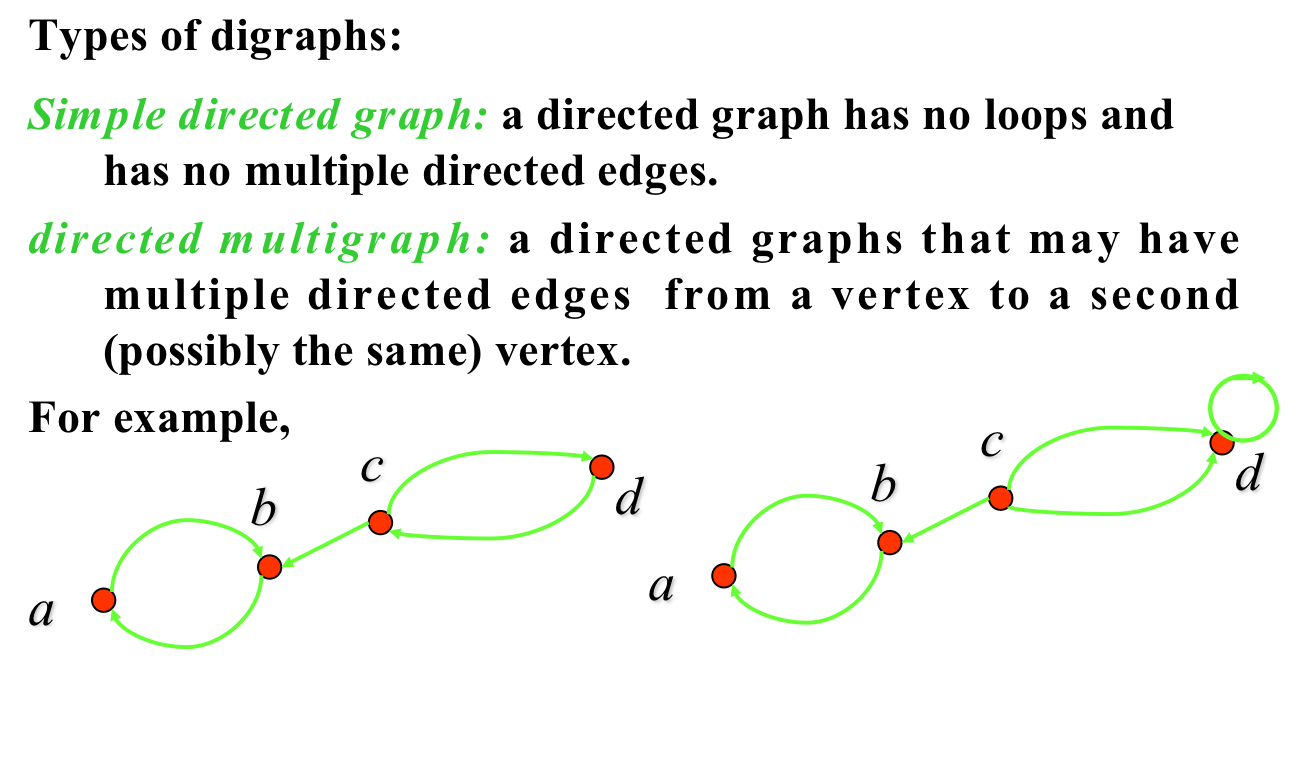 Types of digraphs:
Simple directed graph: a directed graph has no loops and
has no multiple directed edges.
directed multigraph: a directed graphs that may have
multiple directed edges from a vertex to a second
(possibly the same) vertex.
For example,
a
b
c
d
a
b
c
d